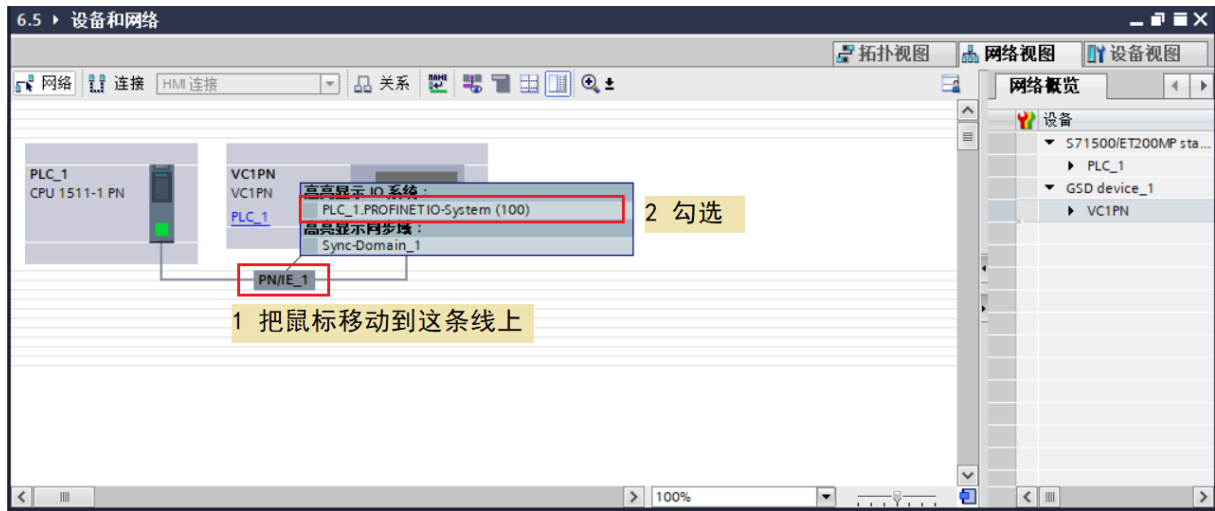 6.5 ▸ 设备和网络
拓扑视图 网络视图 设备视图
网络 连接 HMI 连接 关系
网络概览
设备
S71500/ET200MP sta...
PLC_1
GSD device_1
VC1PN
PLC_1
CPU 1511-1 PN
VC1PN
VC1PN
PLC_1
高亮显示 IO 系统：
PLC_1.PROFINET IO-System (100)
高亮显示同步域：
Sync-Domain_1
2 勾选
PN/IE_1
1 把鼠标移动到这条线上
100%